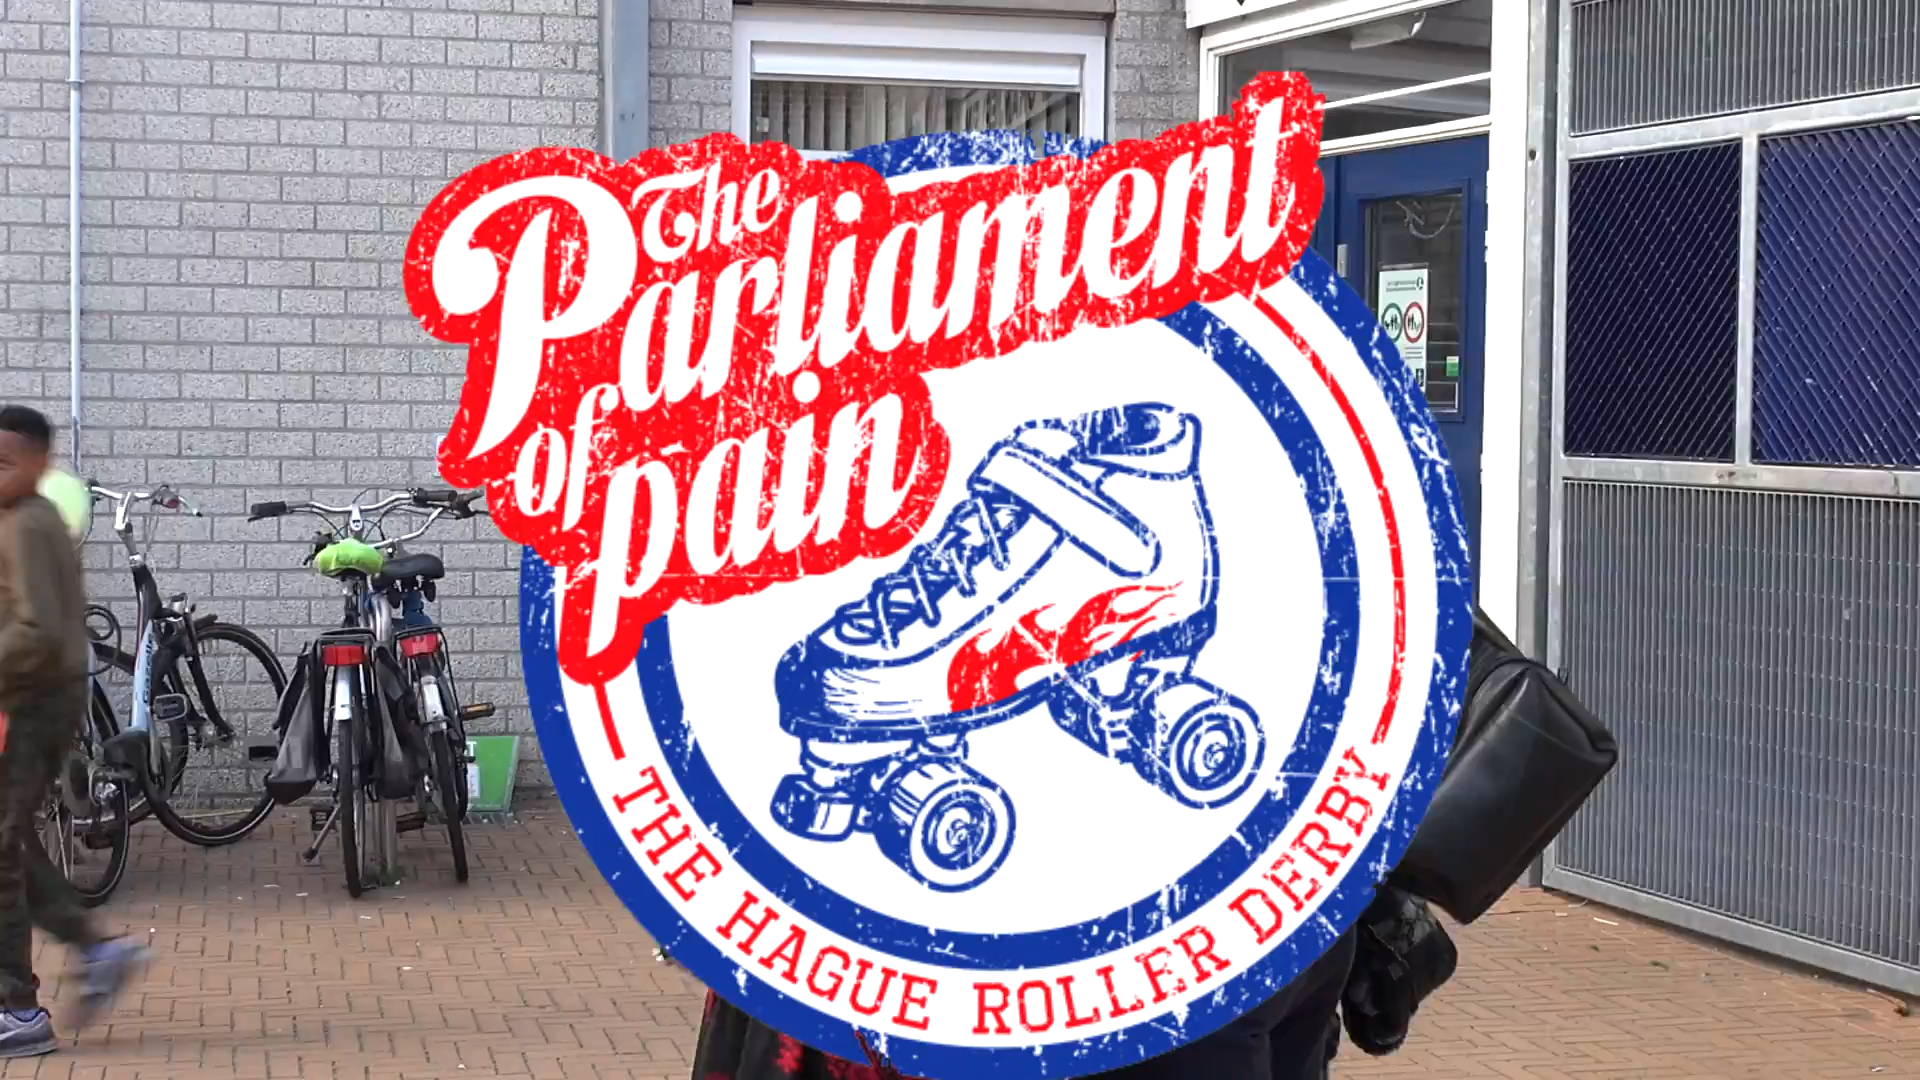 The
Parliament
of
pain
THE HAGUE ROLLER DERBY